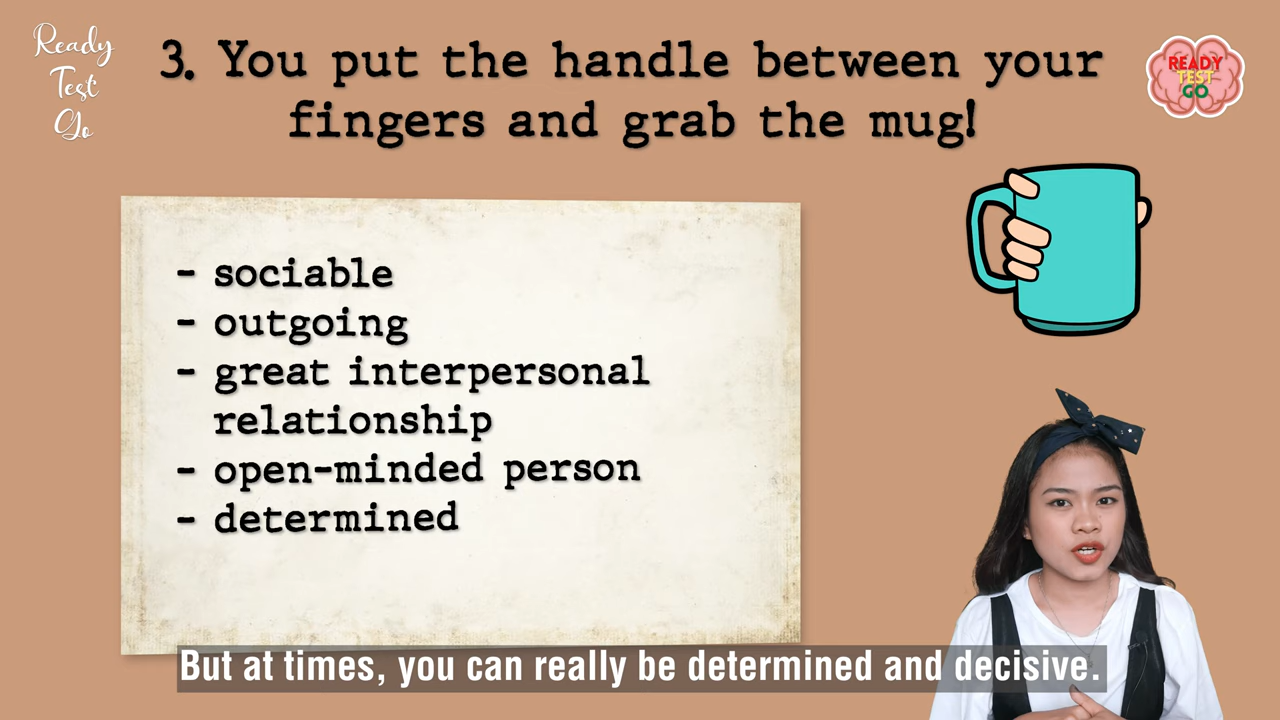 Ready
Test
Go
3. You put the handle between your
fingers and grab the mug!
READY
TEST
GO
- sociable
- outgoing
- great interpersonal
relationship
- open-minded person
- determined
But at times, you can really be determined and decisive.